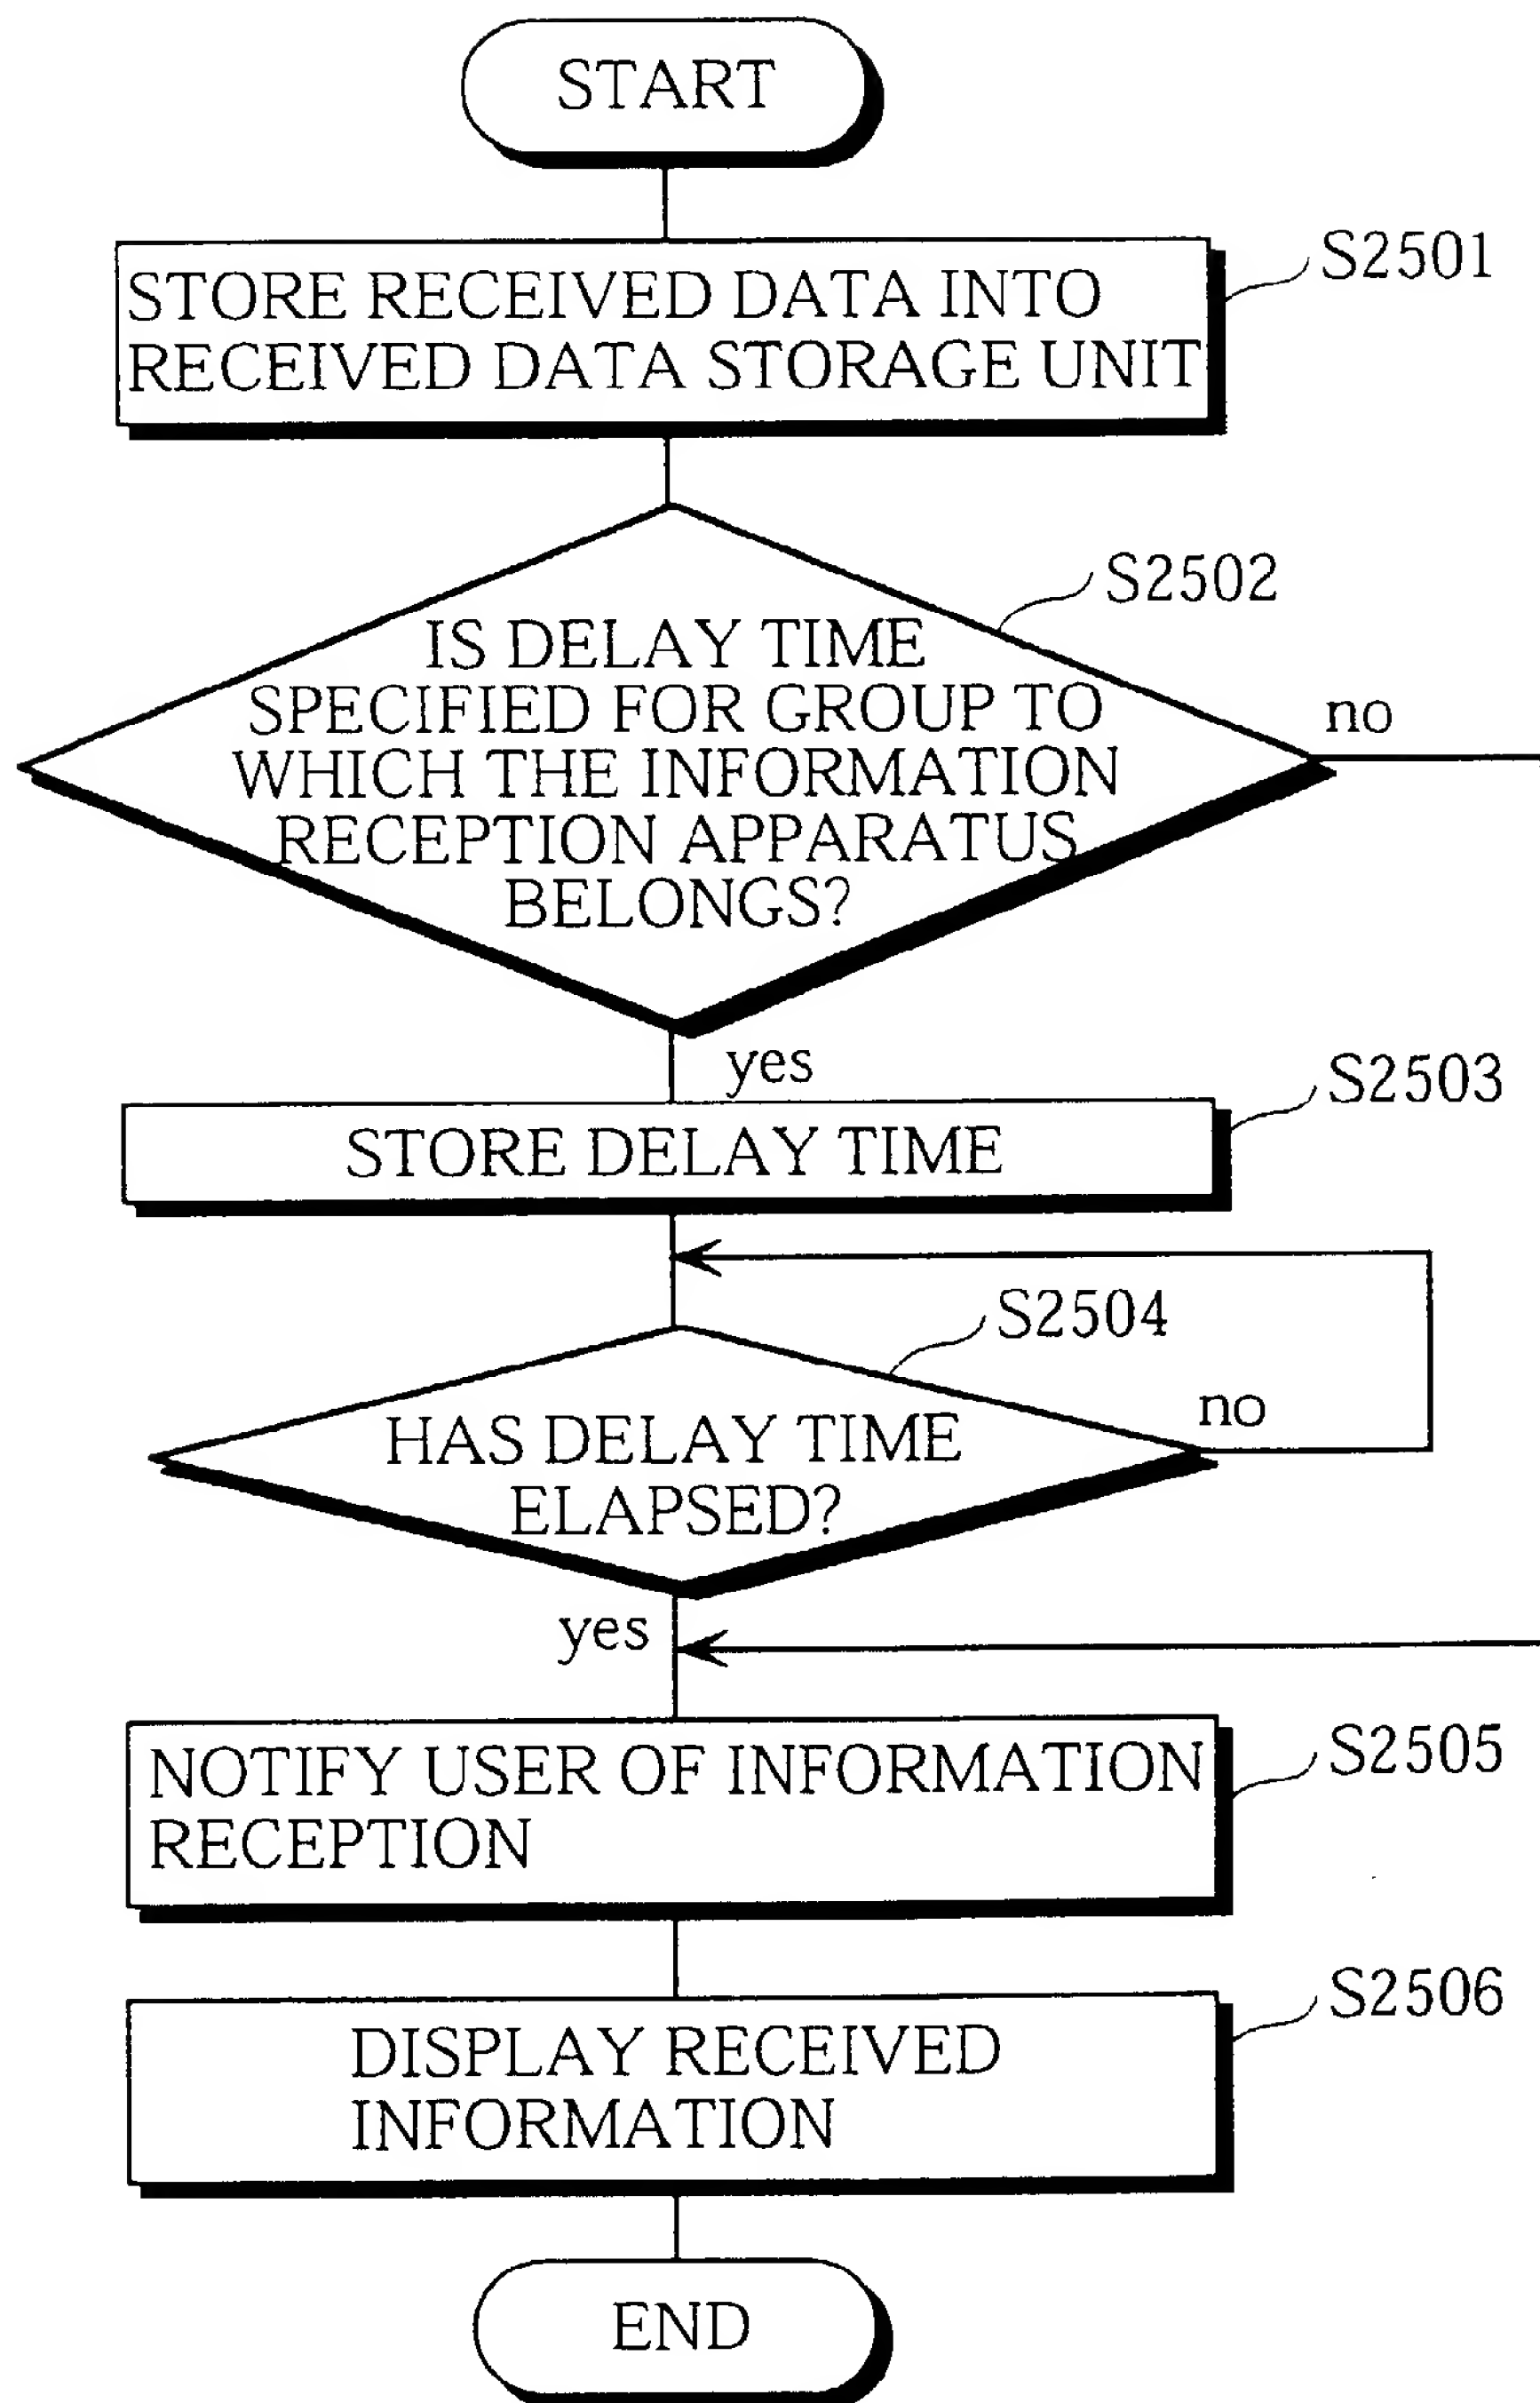 START
S2501
STORE RECEIVED DATA INTO
RECEIVED DATA STORAGE UNIT
S2502
IS DELAY TIME
SPECIFIED FOR GROUP TO
WHICH THE INFORMATION
RECEPTION APPARATUS
BELONGS?
no
yes
S2503
STORE DELAY TIME
S2504
HAS DELAY TIME
ELAPSED?
no
yes
S2505
NOTIFY USER OF INFORMATION
RECEPTION
S2506
DISPLAY RECEIVED
INFORMATION
END